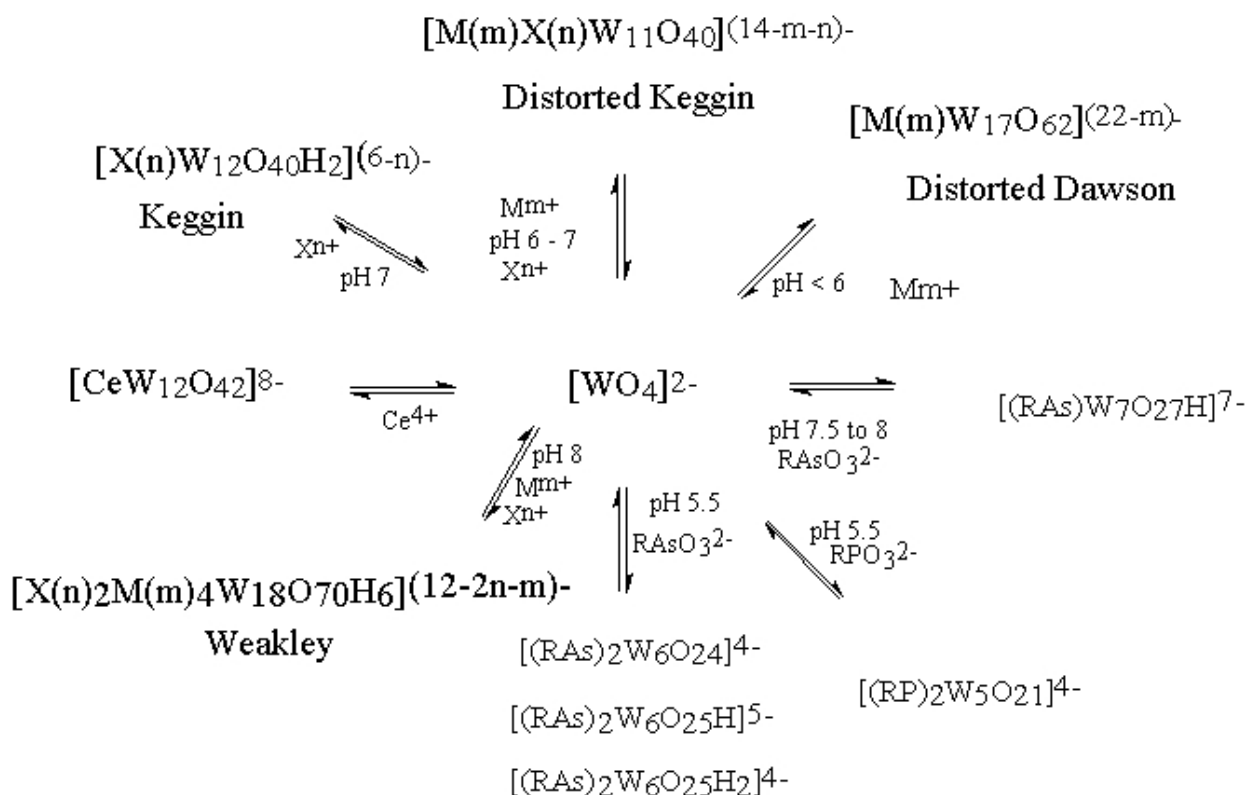 [M(m)X(n)W11O40](14-m-n)-
Distorted Keggin
[M(m)W17O62](22-m)-
Distorted Dawson
[X(n)W12O40H2](6-n)-
Keggin
Xn+
pH 7
Mm+
pH 6 - 7
Xn+
pH < 6
Mm+
[CeW12O42]8-
Ce4+
[WO4]2-
pH 7.5 to 8
RAsO32-
[(RAs)W7O27H]7-
pH 8
Mm+
Xn+
pH 5.5
RAsO32-
pH 5.5
RPO32-
[X(n)2M(m)4W18O70H6](12-2n-m)-
Weakley
[(RAs)2W6O24]4-
[(RAs)2W6O25H]5-
[(RAs)2W6O25H2]4-
[(RP)2W5O21]4-